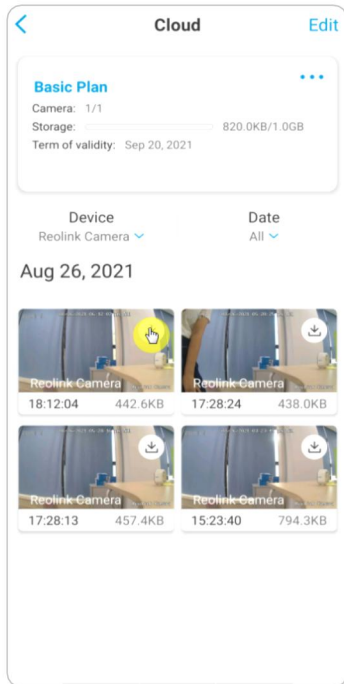 Cloud
Edit
Basic Plan
Camera: 1/1
Storage: 820.0KB/1.0GB
Term of validity: Sep 20, 2021
Device Date
Reolink Camera All
Aug 26, 2021
Reolink Camera Reolink Camera
18:12:04 442.6KB 17:28:24 438.0KB
Reolink Camera Reolink Camera
17:28:13 457.4KB 15:23:40 794.3KB